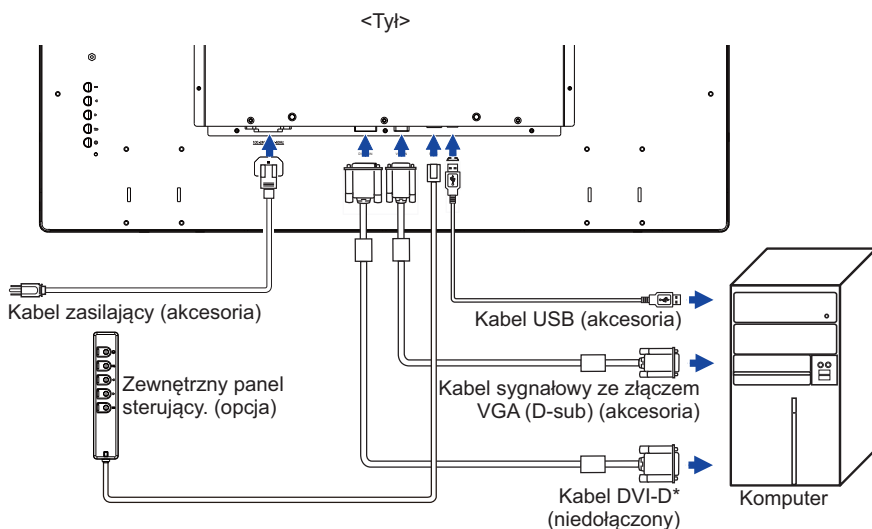 <Tył>
Kabel zasilający (akcesoria)
Kabel USB (akcesoria)
Zewnętrzny panel
sterujący. (opcja)
Kabel sygnałowy ze złączem
VGA (D-sub) (akcesoria)
Kabel DVI-D*
(niedołączony)
Komputer